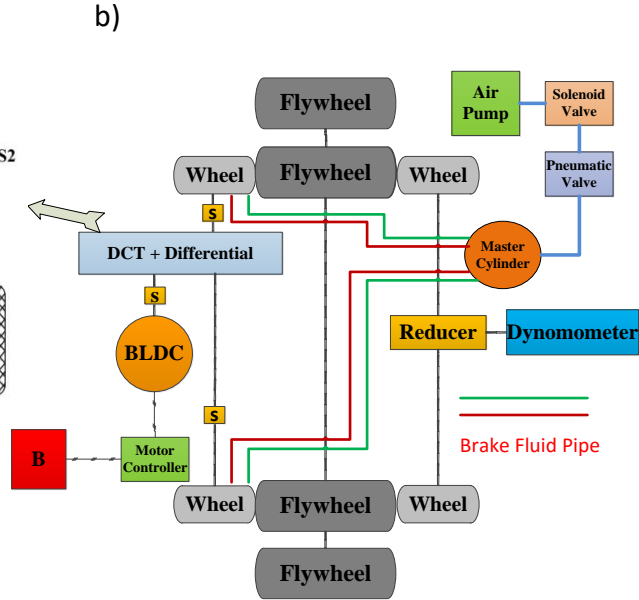 b)
Flywheel
Air
Pump
Solenoid
Valve
S2
Wheel
Flywheel
Wheel
Pneumatic
Valve
S
DCT + Differential
Master
Cylinder
S
BLDC
Reducer
Dynomometer
S
B
Motor
Controller
Brake Fluid Pipe
Wheel
Flywheel
Wheel
Flywheel